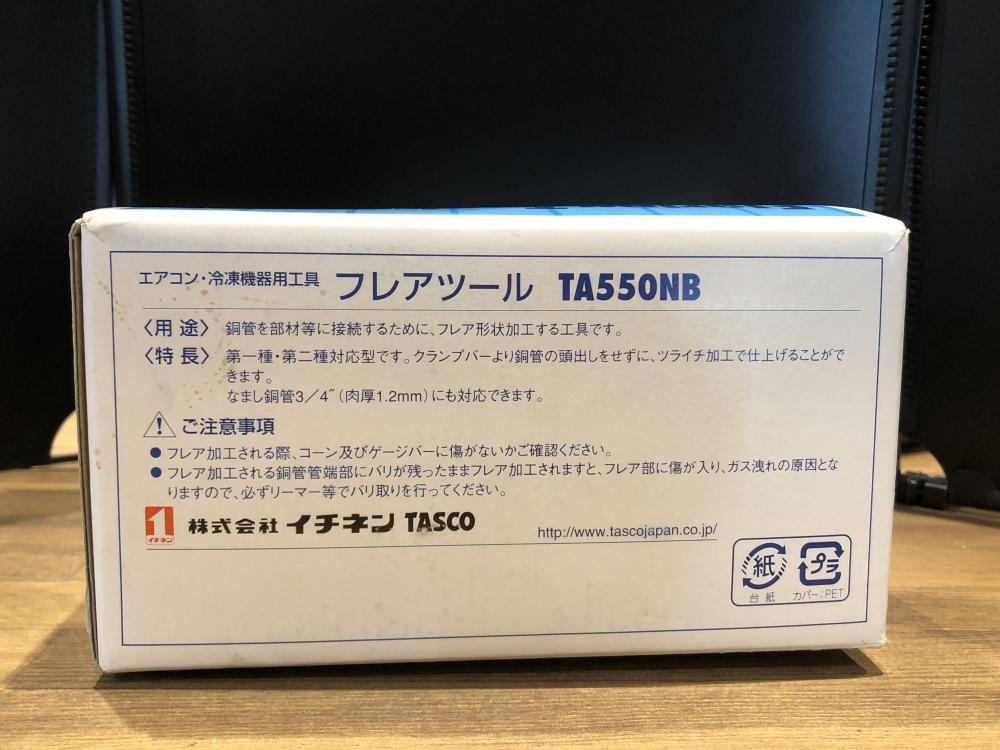 エアコン・冷凍機器用工具 フレアツール TA550NB
〈用途〉 銅管を部材等に接続するために、フレア形状加工する工具です。
〈特長〉 第一種・第二種対応型です。クランプバーより銅管の頭出しをせずに、ツライチ加工で仕上げることがで
きます。
なまし銅管3／4″（肉厚1.2mm）にも対応できます。
ご注意事項
● フレア加工される際、コーン及びゲージバーに傷がないかご確認ください。
● フレア加工される銅管管端部にバリが残ったままフレア加工されますと、フレア部に傷が入り、ガス洩れの原因とな
りますので、必ずリーマー等でバリ取りを行ってください。
1 イチネン 株式会社 イチネン TASCO http://www.tascojapan.co.jp/
紙 プラ
台紙 カバー：PET